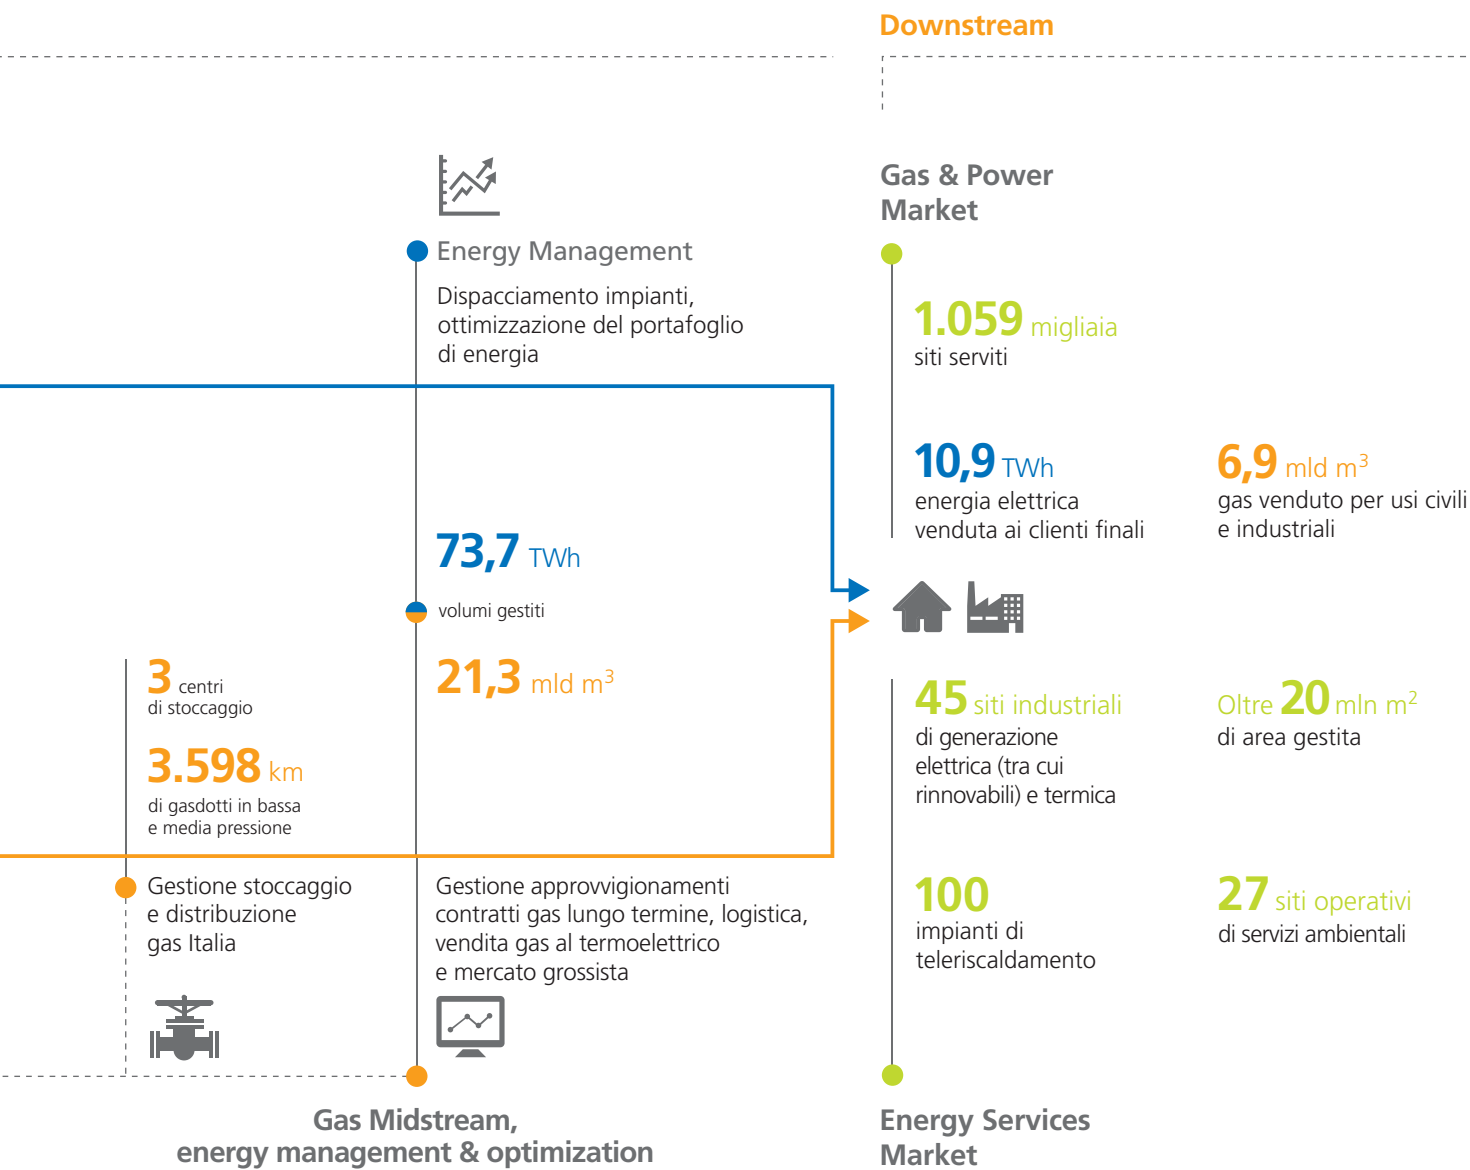 Downstream
Energy Management
Dispacciamento impianti,
ottimizzazione del portafoglio
di energia
73,7 TWh
volumi gestiti
21,3 mld m³
3 centri
di stoccaggio
3.598 km
di gasdotti in bassa
e media pressione
Gestione stoccaggio
e distribuzione
gas Italia
Gestione approvvigionamenti
contratti gas lungo termine, logistica,
vendita gas al termoelettrico
e mercato grossista
Gas Midstream,
energy management & optimization
Gas & Power
Market
1.059 migliaia
siti serviti
10,9 TWh
energia elettrica
venduta ai clienti finali
6,9 mld m³
gas venduto per usi civili
e industriali
45 siti industriali
di generazione
elettrica (tra cui
rinnovabili) e termica
Oltre 20 mln m²
di area gestita
100
impianti di
teleriscaldamento
27 siti operativi
di servizi ambientali
Energy Services
Market